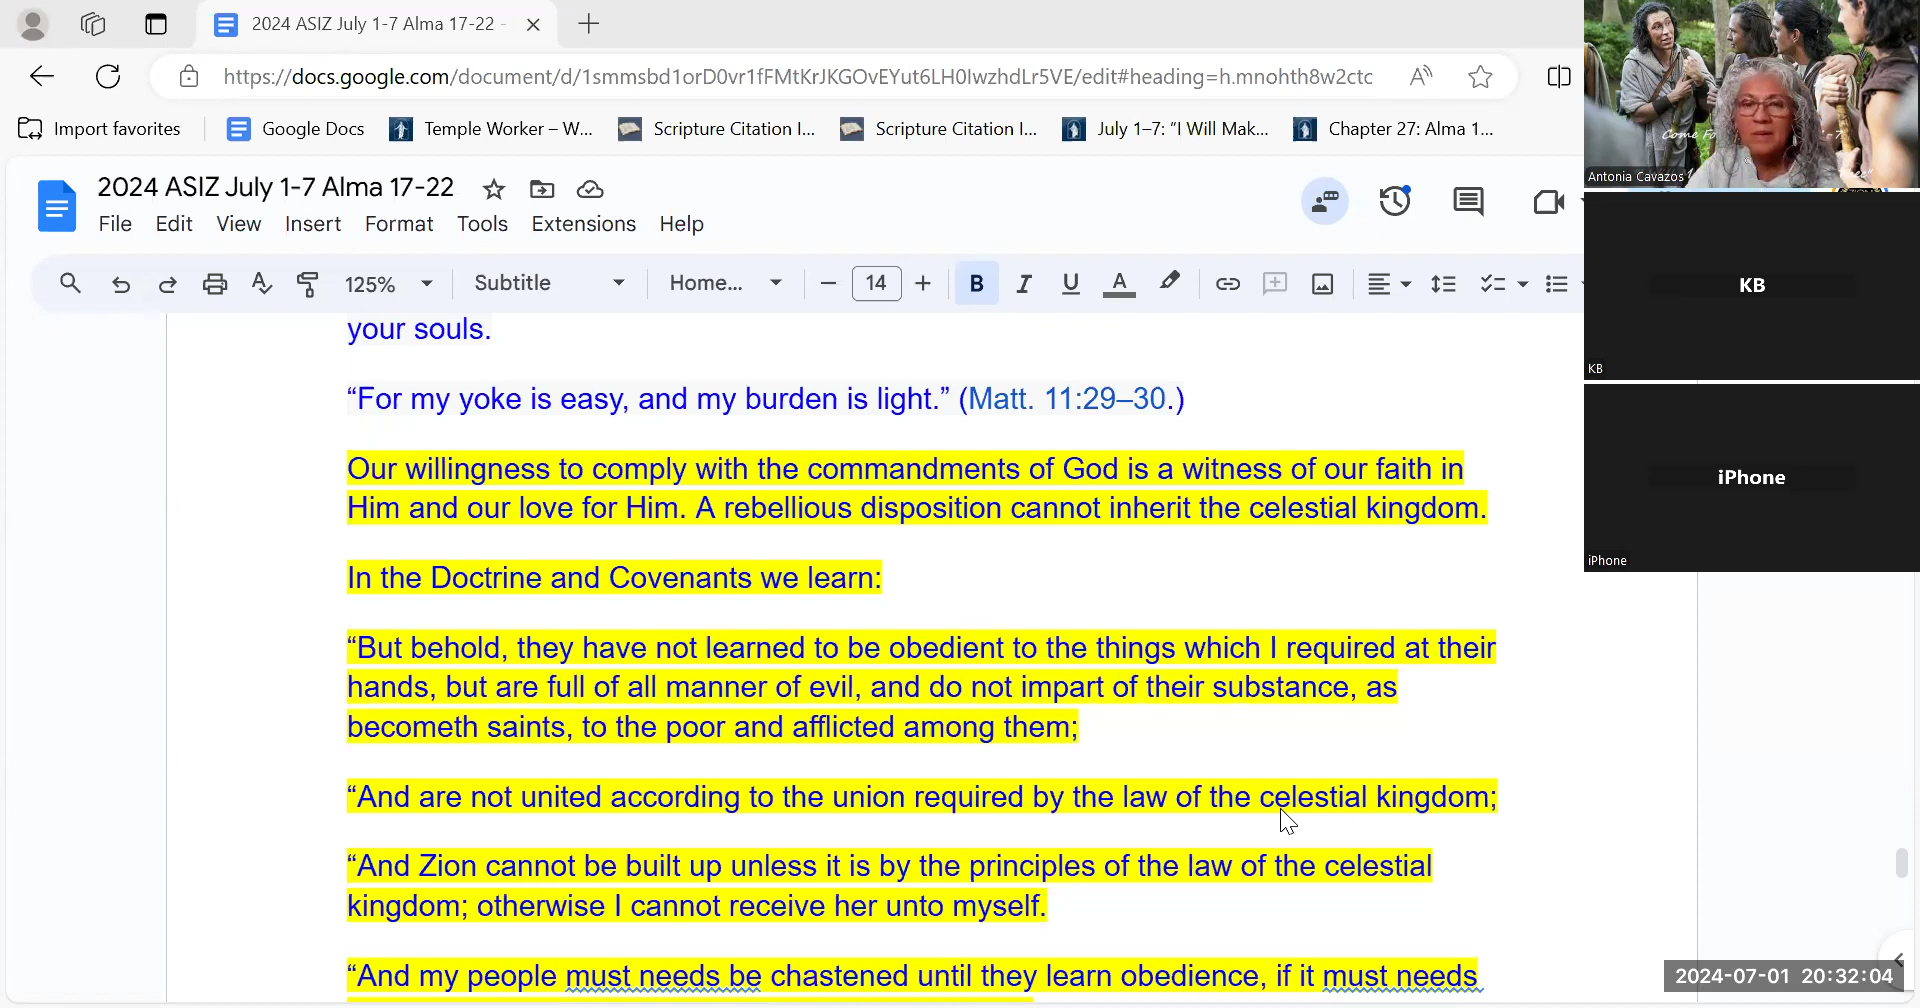 2024 ASIZ July 1-7 Alma 17-22 -
https://docs.google.com/document/d/1smmsbd1orD0vr1fFMtKrJKGOvEYut6LH0IwzhdLr5VE/edit#heading=h.mnohth8w2ctc
Import favorites
Google Docs
Temple Worker – W...
Scripture Citation I...
Scripture Citation I...
July 1–7: “I Will Mak...
Chapter 27: Alma 1...
2024 ASIZ July 1-7 Alma 17-22
File Edit View Insert Format Tools Extensions Help
125% Subtitle Home... 14 B I U A
your souls.
“For my yoke is easy, and my burden is light.” (Matt. 11:29–30.)
Our willingness to comply with the commandments of God is a witness of our faith in
Him and our love for Him. A rebellious disposition cannot inherit the celestial kingdom.
In the Doctrine and Covenants we learn:
“But behold, they have not learned to be obedient to the things which I required at their
hands, but are full of all manner of evil, and do not impart of their substance, as
becometh saints, to the poor and afflicted among them;
“And are not united according to the union required by the law of the celestial kingdom;
“And Zion cannot be built up unless it is by the principles of the law of the celestial
kingdom; otherwise I cannot receive her unto myself.
“And my people must needs be chastened until they learn obedience, if it must needs
Come Fo
Antonia Cavazos
KB
KB
iPhone
iPhone
2024-07-01 20:32:04